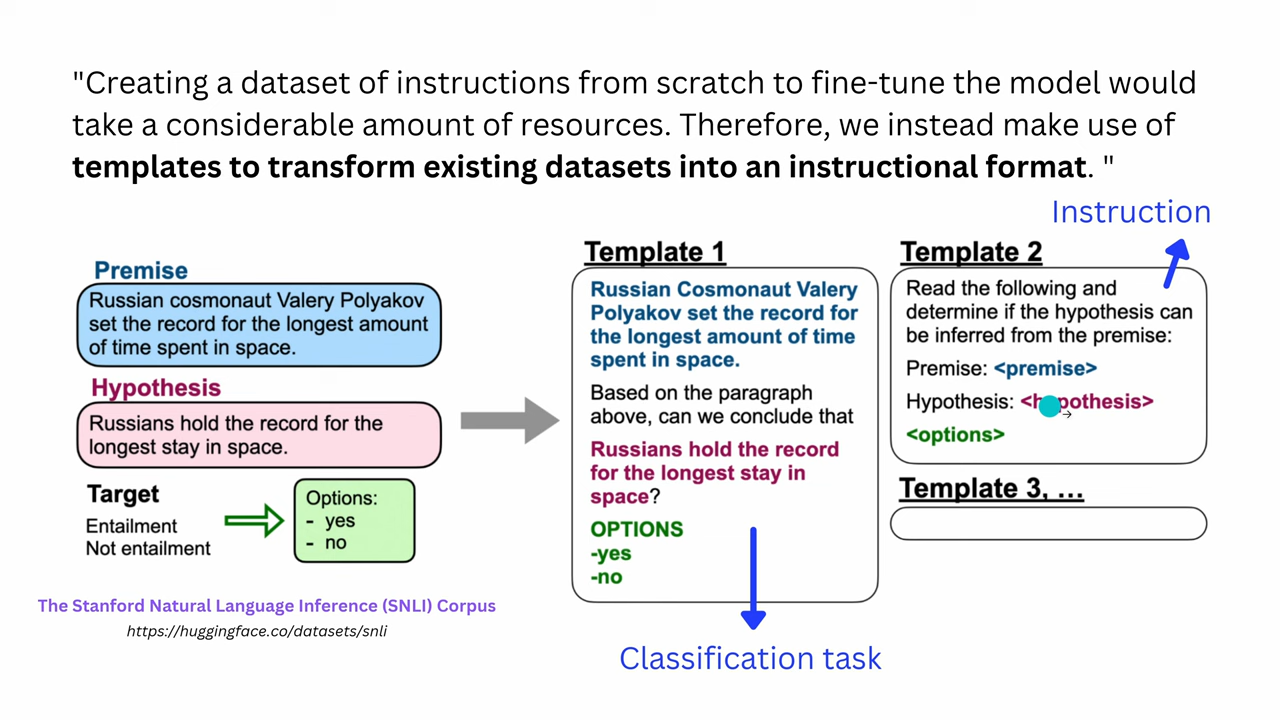 "Creating a dataset of instructions from scratch to fine-tune the model would
take a considerable amount of resources. Therefore, we instead make use of
templates to transform existing datasets into an instructional format. "
Instruction
Premise
Russian cosmonaut Valery Polyakov
set the record for the longest amount
of time spent in space.
Hypothesis
Russians hold the record for the
longest stay in space.
Target
Entailment
Not entailment
Options:
- yes
- no
The Stanford Natural Language Inference (SNLI) Corpus
https://huggingface.co/datasets/snli
Template 1
Russian Cosmonaut Valery
Polyakov set the record for
the longest amount of time
spent in space.
Based on the paragraph
above, can we conclude that
Russians hold the record
for the longest stay in
space?
OPTIONS
-yes
-no
Classification task
Template 2
Read the following and
determine if the hypothesis can
be inferred from the premise:
Premise: <premise>
Hypothesis: <hypothesis>
<options>
Template 3, ...